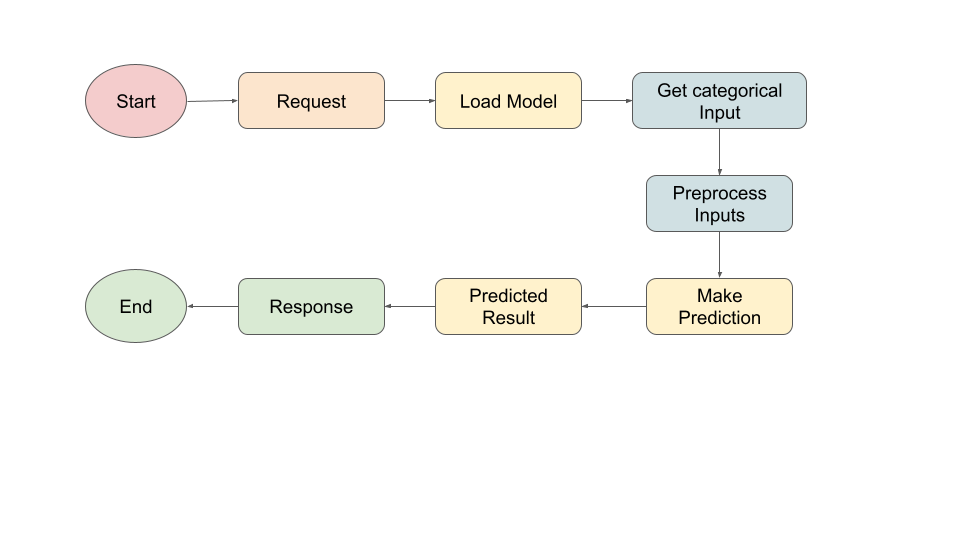 Start
Request
Load Model
Get categorical
Input
Preprocess
Inputs
Make
Prediction
Predicted
Result
Response
End